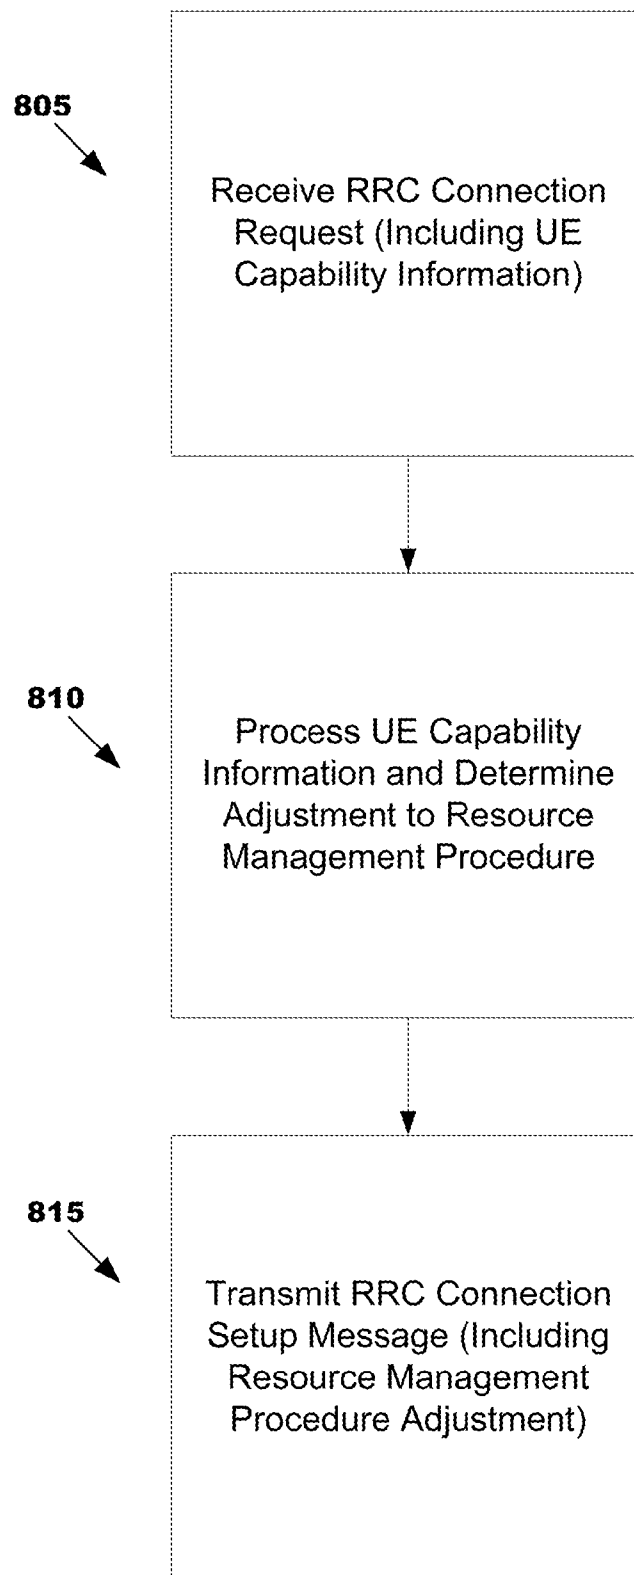 805
Receive RRC Connection
Request (Including UE
Capability Information)
810
Process UE Capability
Information and Determine
Adjustment to Resource
Management Procedure
815
Transmit RRC Connection
Setup Message (Including
Resource Management
Procedure Adjustment)